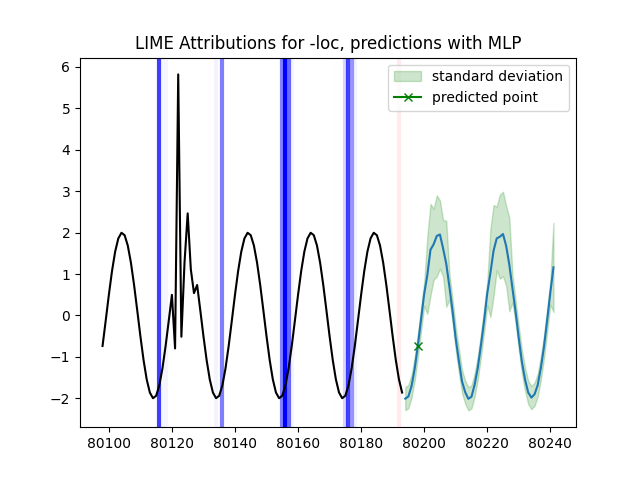 LIME Attributions for -loc, predictions with MLP
standard deviation
predicted point
6
5
4
3
2
1
0
−1
−2
80100 80120 80140 80160 80180 80200 80220 80240